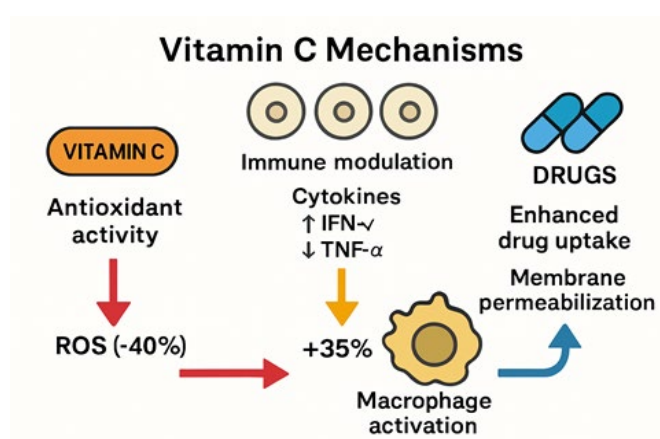 Vitamin C Mechanisms
VITAMIN C
Antioxidant
activity
ROS (-40%)
Immune modulation
Cytokines
↑ IFN-√
↓ TNF-α
+35%
Macrophage
activation
DRUGS
Enhanced
drug uptake
Membrane
permeabilization